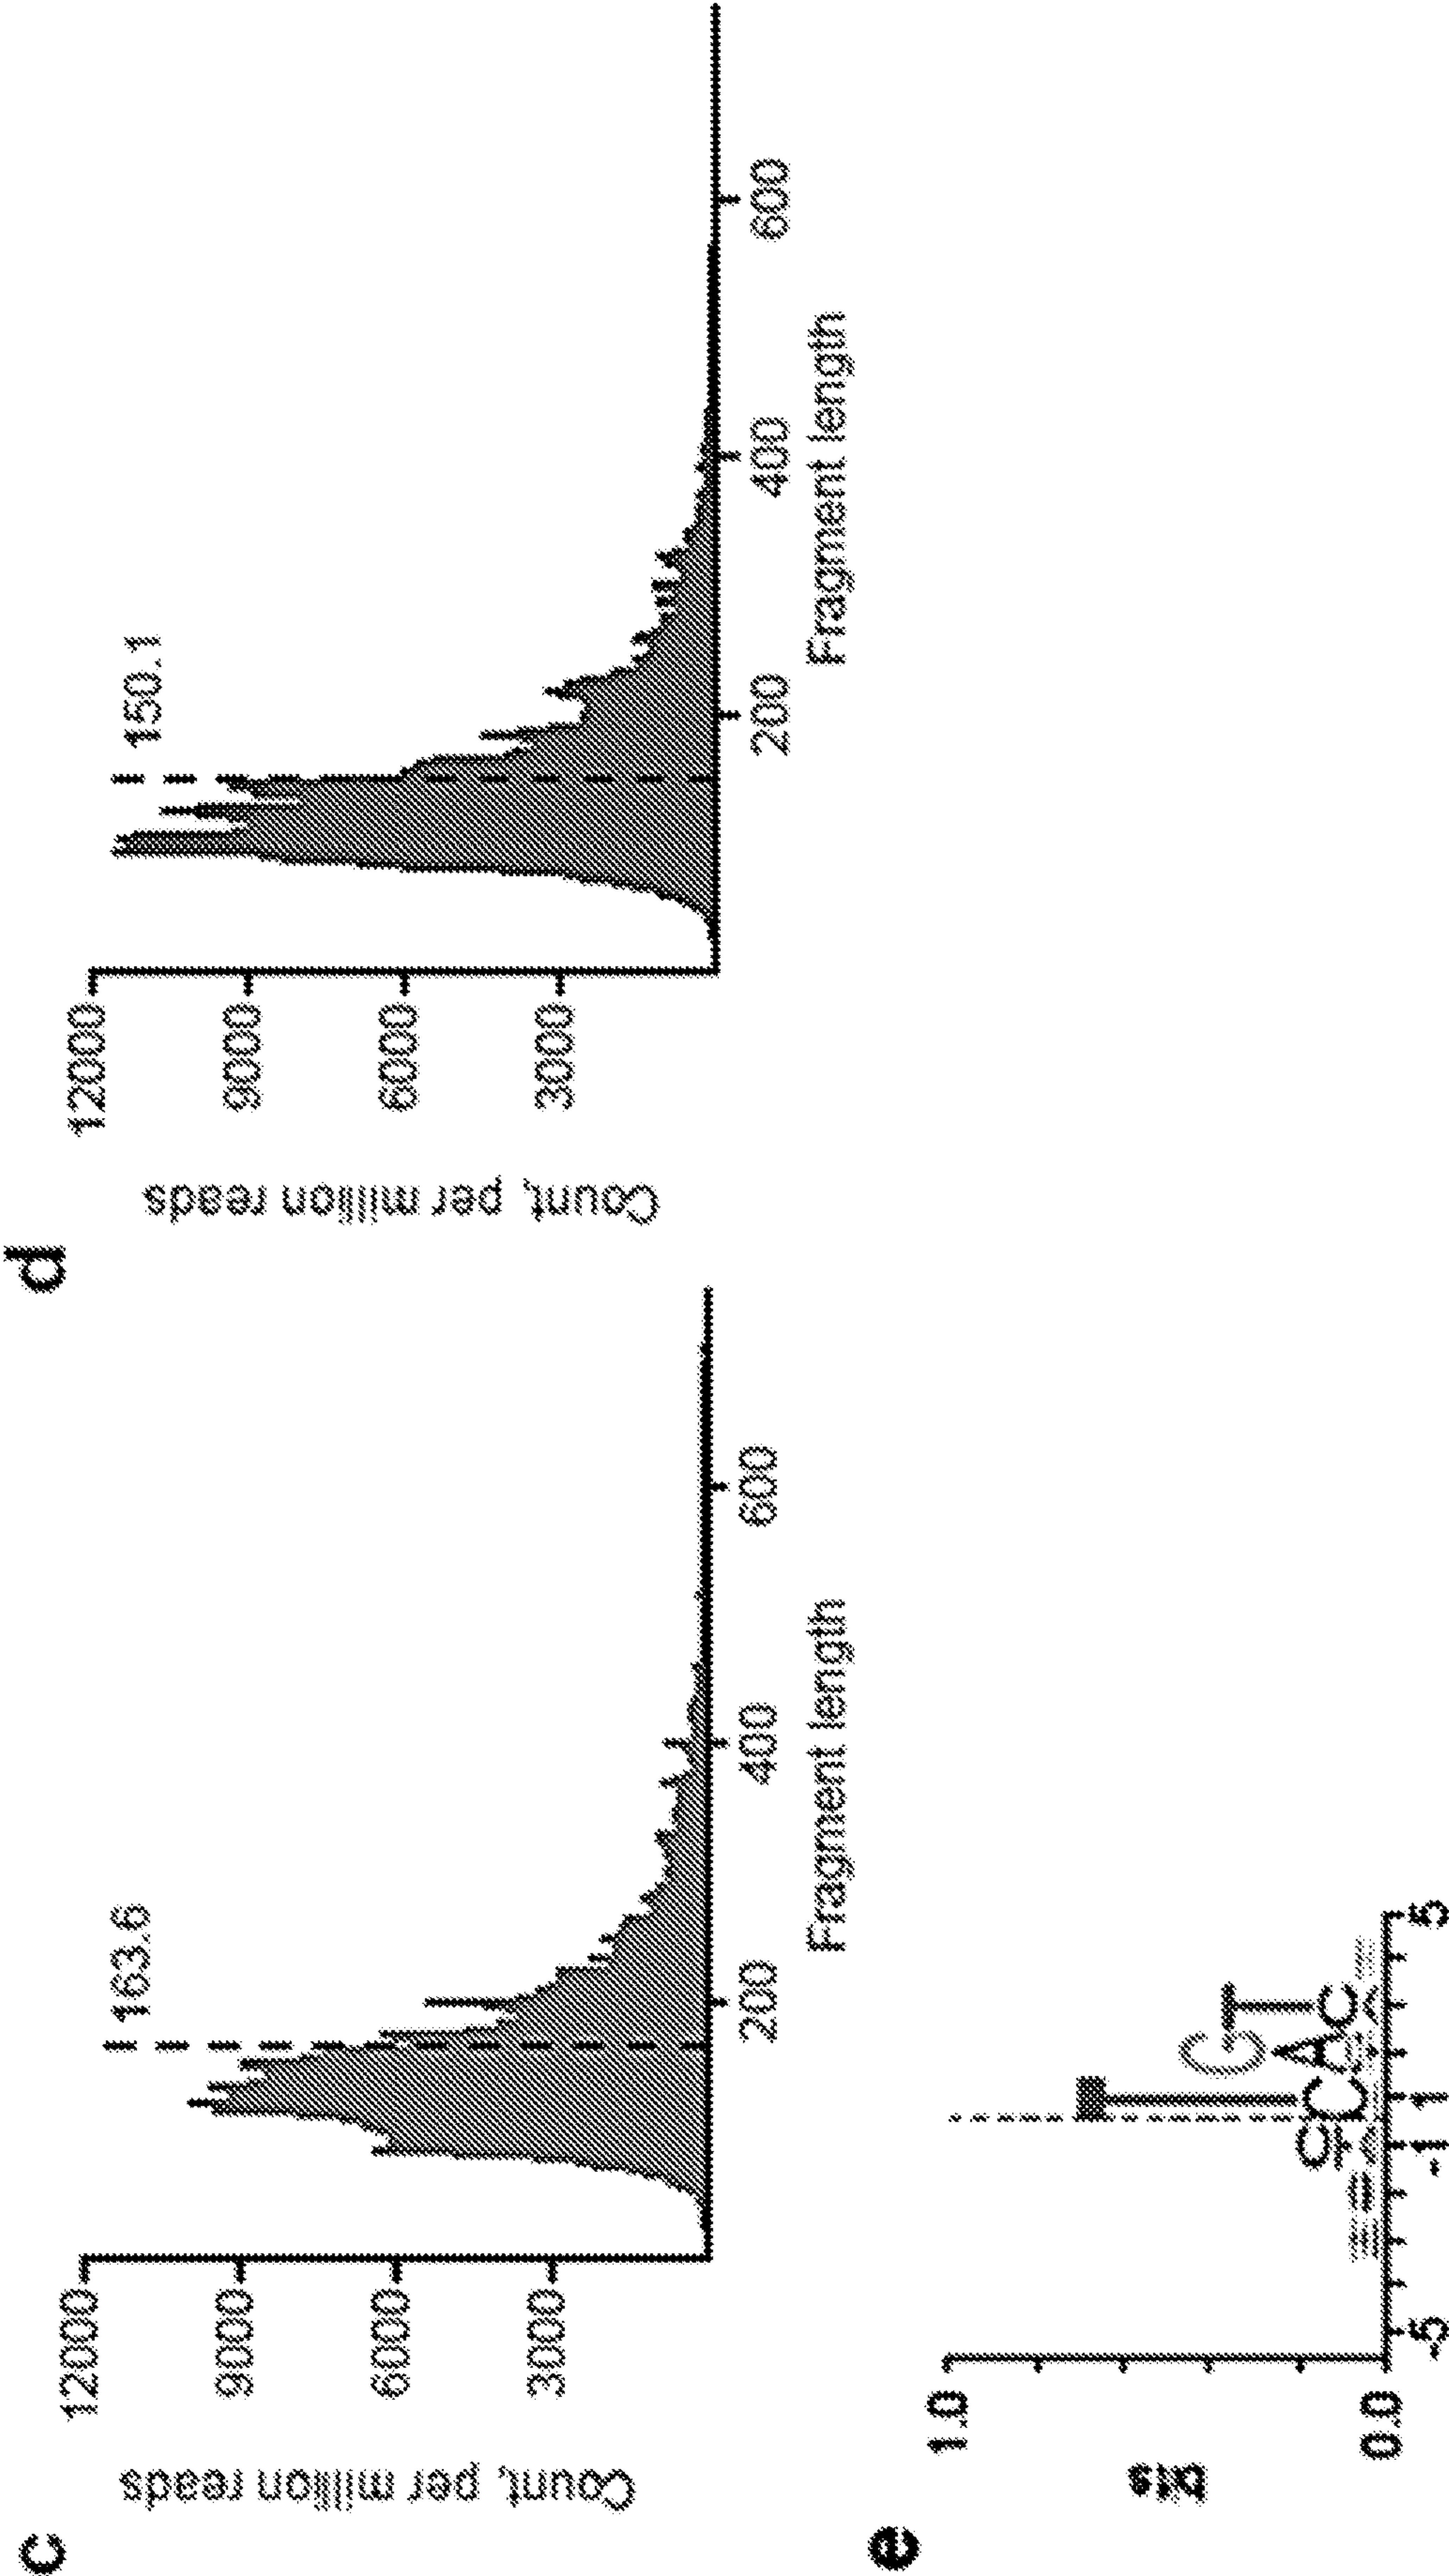 c
Count, per million reads
12000
9000
6000
3000
163.6
200
400
600
Fragment length
d
Count, per million reads
12000
9000
6000
3000
150.1
200
400
600
Fragment length
e
bits
1.0
0.0
C T A
T C
G A
T C A
-5
-1
1
5